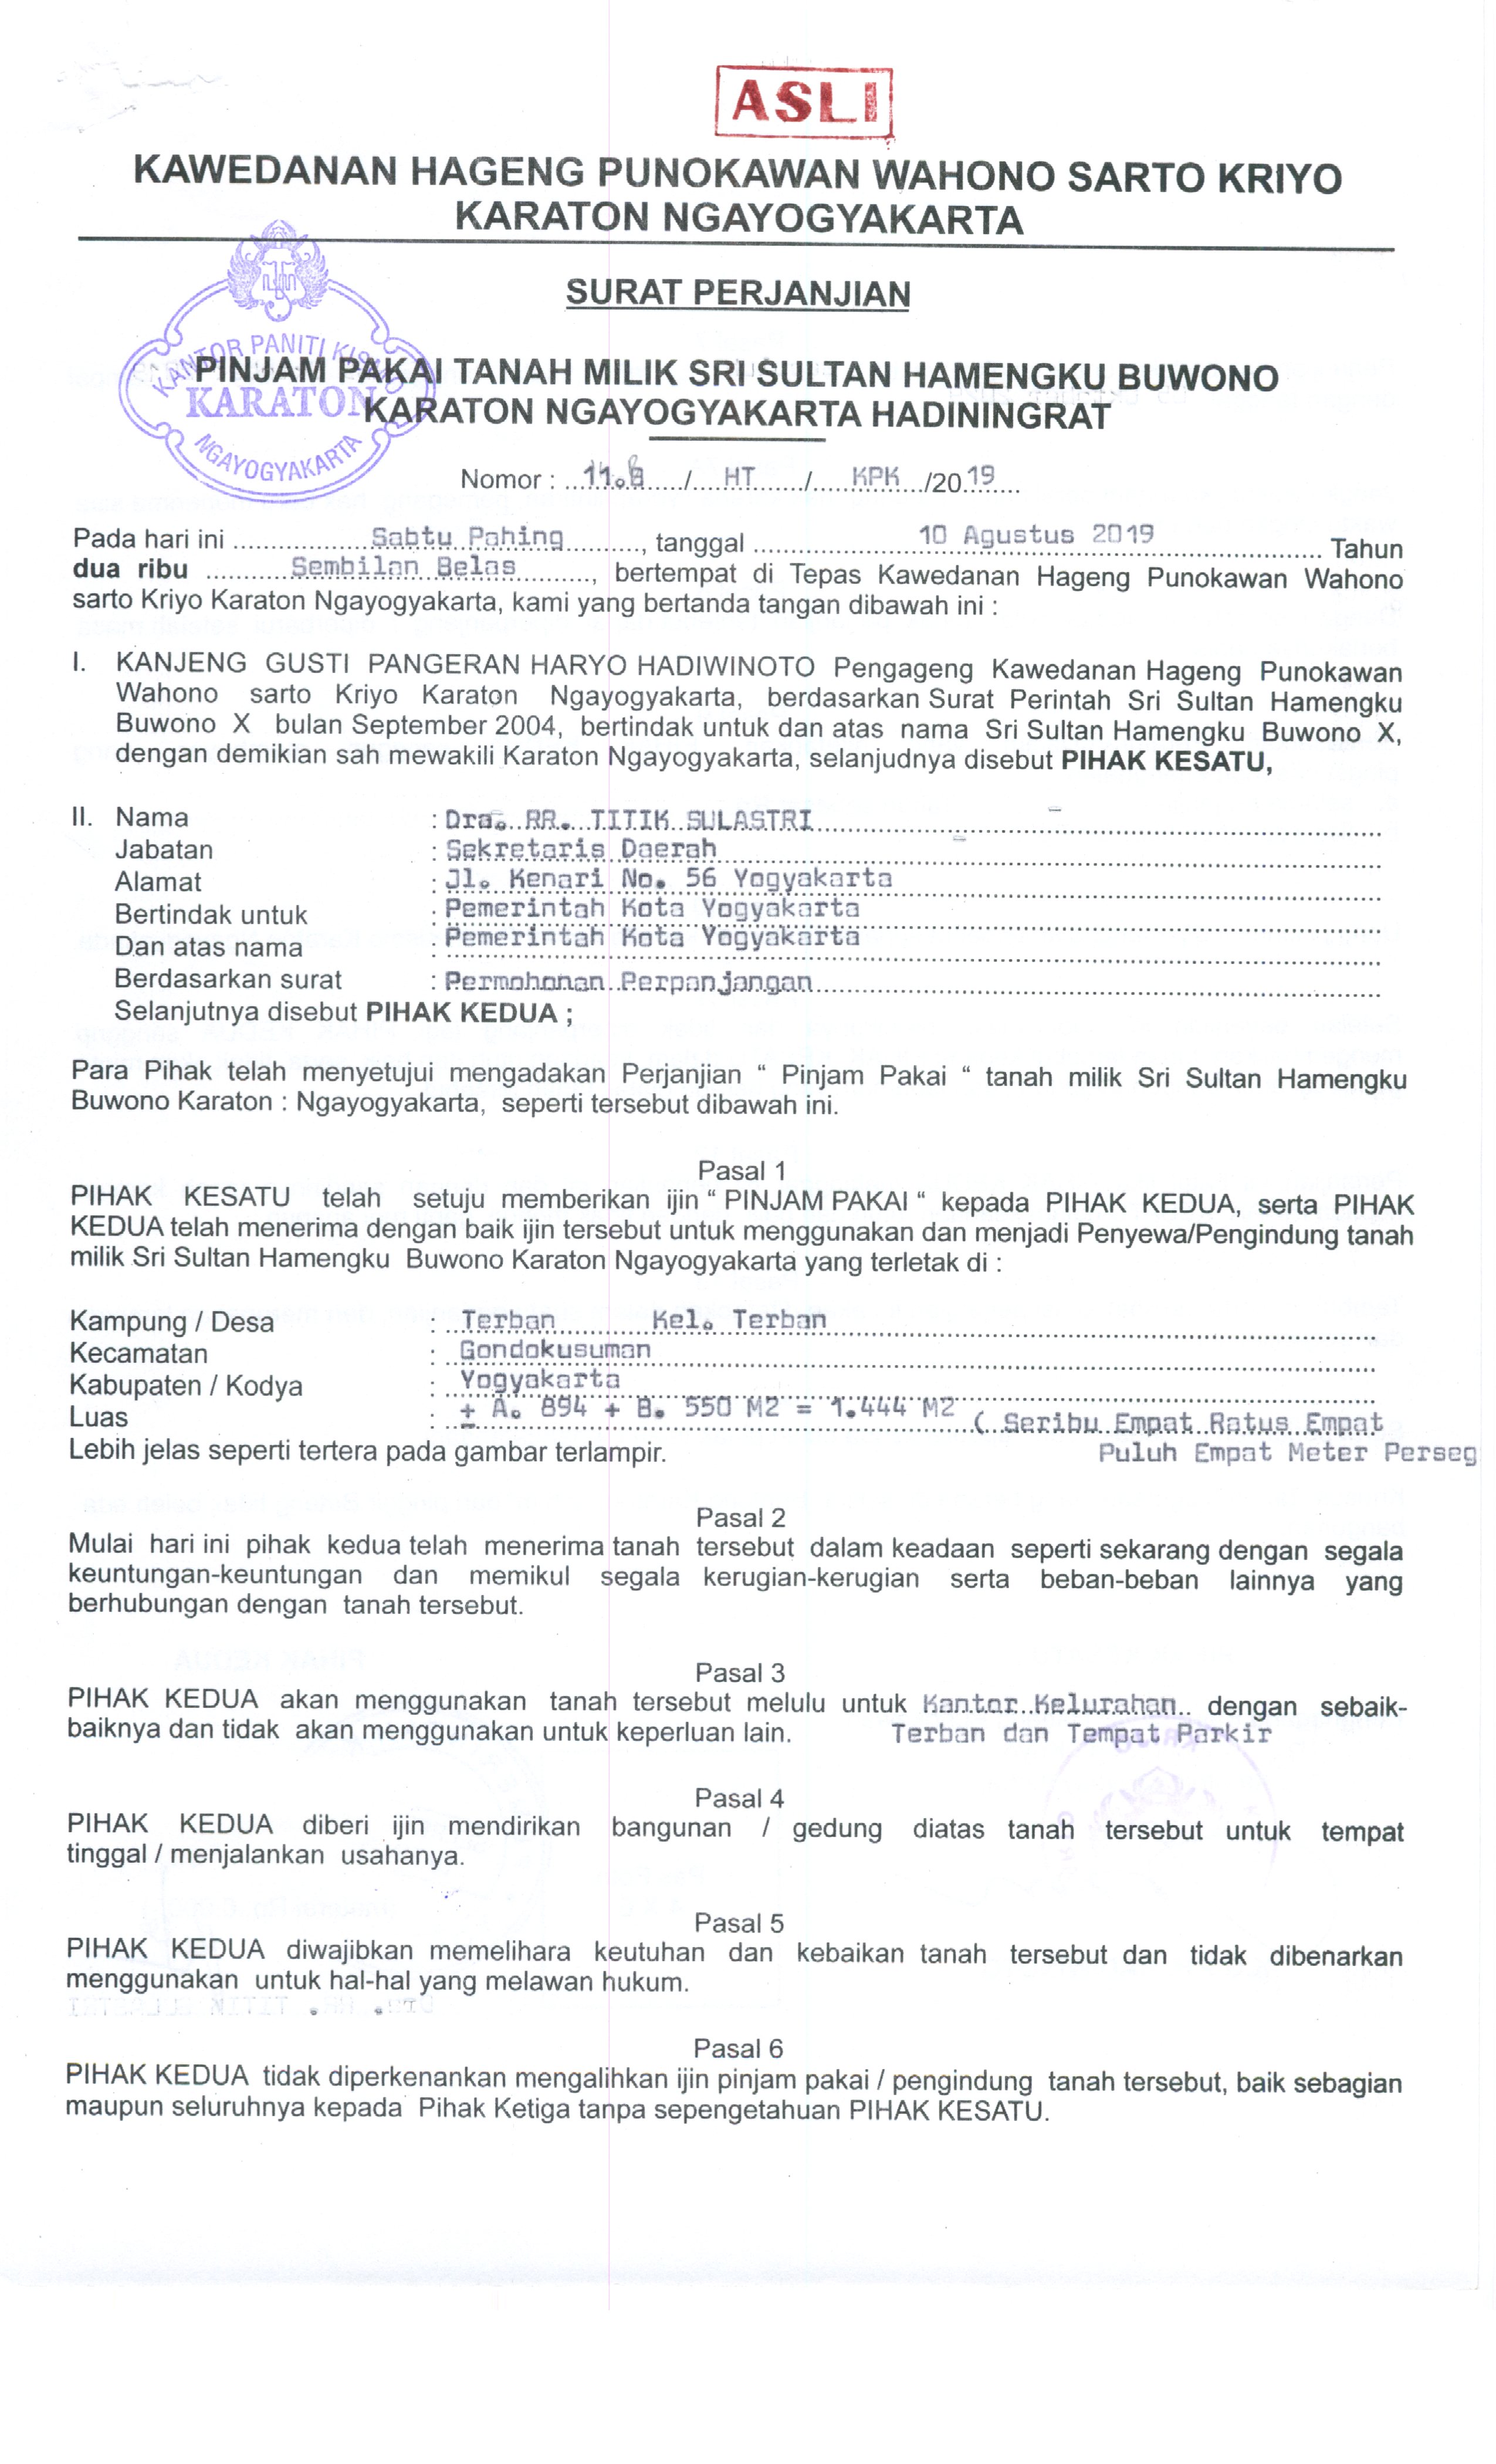 ASLI
KAWEDANAN HAGENG PUNOKAWAN WAHONO SARTO KRIYO
KARATON NGAYOGYAKARTA
SURAT PERJANJIAN
KANTOR PANITI KISMO
KARATON
NGAYOGYAKARTA
PINJAM PAKAI TANAH MILIK SRI SULTAN HAMENGKU BUWONO
KARATON NGAYOGYAKARTA HADININGRAT
Nomor : / HT / KPK /2019
Pada hari ini Sabtu Pahing, tanggal 10 Agustus 2019 Tahun
dua ribu Sembilan Belas, bertempat di Tepas Kawedanan Hageng Punokawan Wahono
sarto Kriyo Karaton Ngayogyakarta, kami yang bertanda tangan dibawah ini :
I. KANJENG GUSTI PANGERAN HARYO HADIWINOTO Pengageng Kawedanan Hageng Punokawan
Wahono sarto Kriyo Karaton Ngayogyakarta, berdasarkan Surat Perintah Sri Sultan Hamengku
Buwono X bulan September 2004, bertindak untuk dan atas nama Sri Sultan Hamengku Buwono X,
dengan demikian sah mewakili Karaton Ngayogyakarta, selanjudnya disebut PIHAK KESATU,
II. Nama : Dra. RR. TITIK SULASTRI
Jabatan : Sekretaris Daerah
Alamat : Jl. Kenari No. 56 Yogyakarta
Bertindak untuk : Pemerintah Kota Yogyakarta
Dan atas nama : Pemerintah Kota Yogyakarta
Berdasarkan surat : Permohonan Perpanjangan
Selanjutnya disebut PIHAK KEDUA ;
Para Pihak telah menyetujui mengadakan Perjanjian “ Pinjam Pakai “ tanah milik Sri Sultan Hamengku
Buwono Karaton : Ngayogyakarta, seperti tersebut dibawah ini.
Pasal 1
PIHAK KESATU telah setuju memberikan ijin “ PINJAM PAKAI “ kepada PIHAK KEDUA, serta PIHAK
KEDUA telah menerima dengan baik ijin tersebut untuk menggunakan dan menjadi Penyewa/Pengindung tanah
milik Sri Sultan Hamengku Buwono Karaton Ngayogyakarta yang terletak di :
Kampung / Desa : Terban Kel. Terban
Kecamatan : Gondokusuman
Kabupaten / Kodya : Yogyakarta
Luas : ± A. 894 + B. 550 M2 = 1.444 M2 ( Seribu Empat Ratus Empat
Lebih jelas seperti tertera pada gambar terlampir. Puluh Empat Meter Perseg
Pasal 2
Mulai hari ini pihak kedua telah menerima tanah tersebut dalam keadaan seperti sekarang dengan segala
keuntungan-keuntungan dan memikul segala kerugian-kerugian serta beban-beban lainnya yang
berhubungan dengan tanah tersebut.
Pasal 3
PIHAK KEDUA akan menggunakan tanah tersebut melulu untuk Kantor Kelurahan dengan sebaik-
baiknya dan tidak akan menggunakan untuk keperluan lain. Terban dan Tempat Parkir
Pasal 4
PIHAK KEDUA diberi ijin mendirikan bangunan / gedung diatas tanah tersebut untuk tempat
tinggal / menjalankan usahanya.
Pasal 5
PIHAK KEDUA diwajibkan memelihara keutuhan dan kebaikan tanah tersebut dan tidak dibenarkan
menggunakan untuk hal-hal yang melawan hukum.
Pasal 6
PIHAK KEDUA tidak diperkenankan mengalihkan ijin pinjam pakai / pengindung tanah tersebut, baik sebagian
maupun seluruhnya kepada Pihak Ketiga tanpa sepengetahuan PIHAK KESATU.